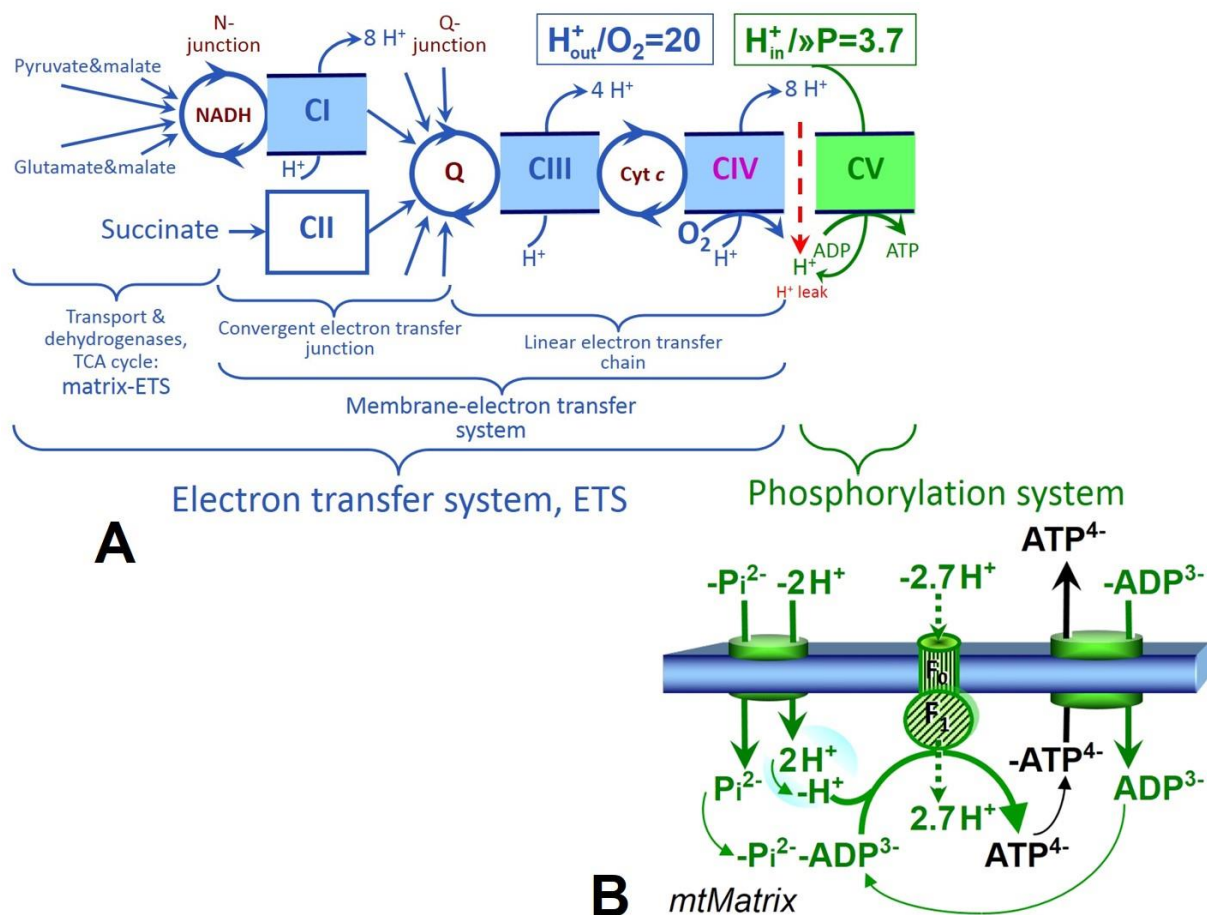 N-
junction
Q-
junction
8 H⁺
H⁺out/O₂=20
H⁺in/»P=3.7
Pyruvate&malate
4 H⁺
8 H⁺
NADH
CI
Glutamate&malate
H⁺
Q
CIII
Cyt c
CIV
CV
Succinate
CII
H⁺
O₂
H⁺
H⁺
ADP
ATP
H⁺ leak
Transport &
dehydrogenases,
TCA cycle:
matrix-ETS
Convergent electron transfer
junction
Linear electron transfer
chain
Membrane-electron transfer
system
Electron transfer system, ETS
Phosphorylation system
A
ATP⁴⁻
-Pi²⁻
-2H⁺
-2.7H⁺
-ADP³⁻
F₀
F₁
2H⁺
-H⁺
Pi²⁻
2.7H⁺
-ATP⁴⁻
ADP³⁻
-Pi²⁻-ADP³⁻
ATP⁴⁻
B
mtMatrix